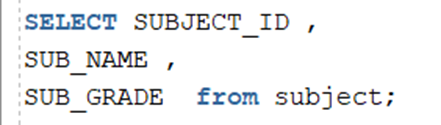 SELECT SUBJECT_ID ,
SUB_NAME ,
SUB_GRADE  from subject;